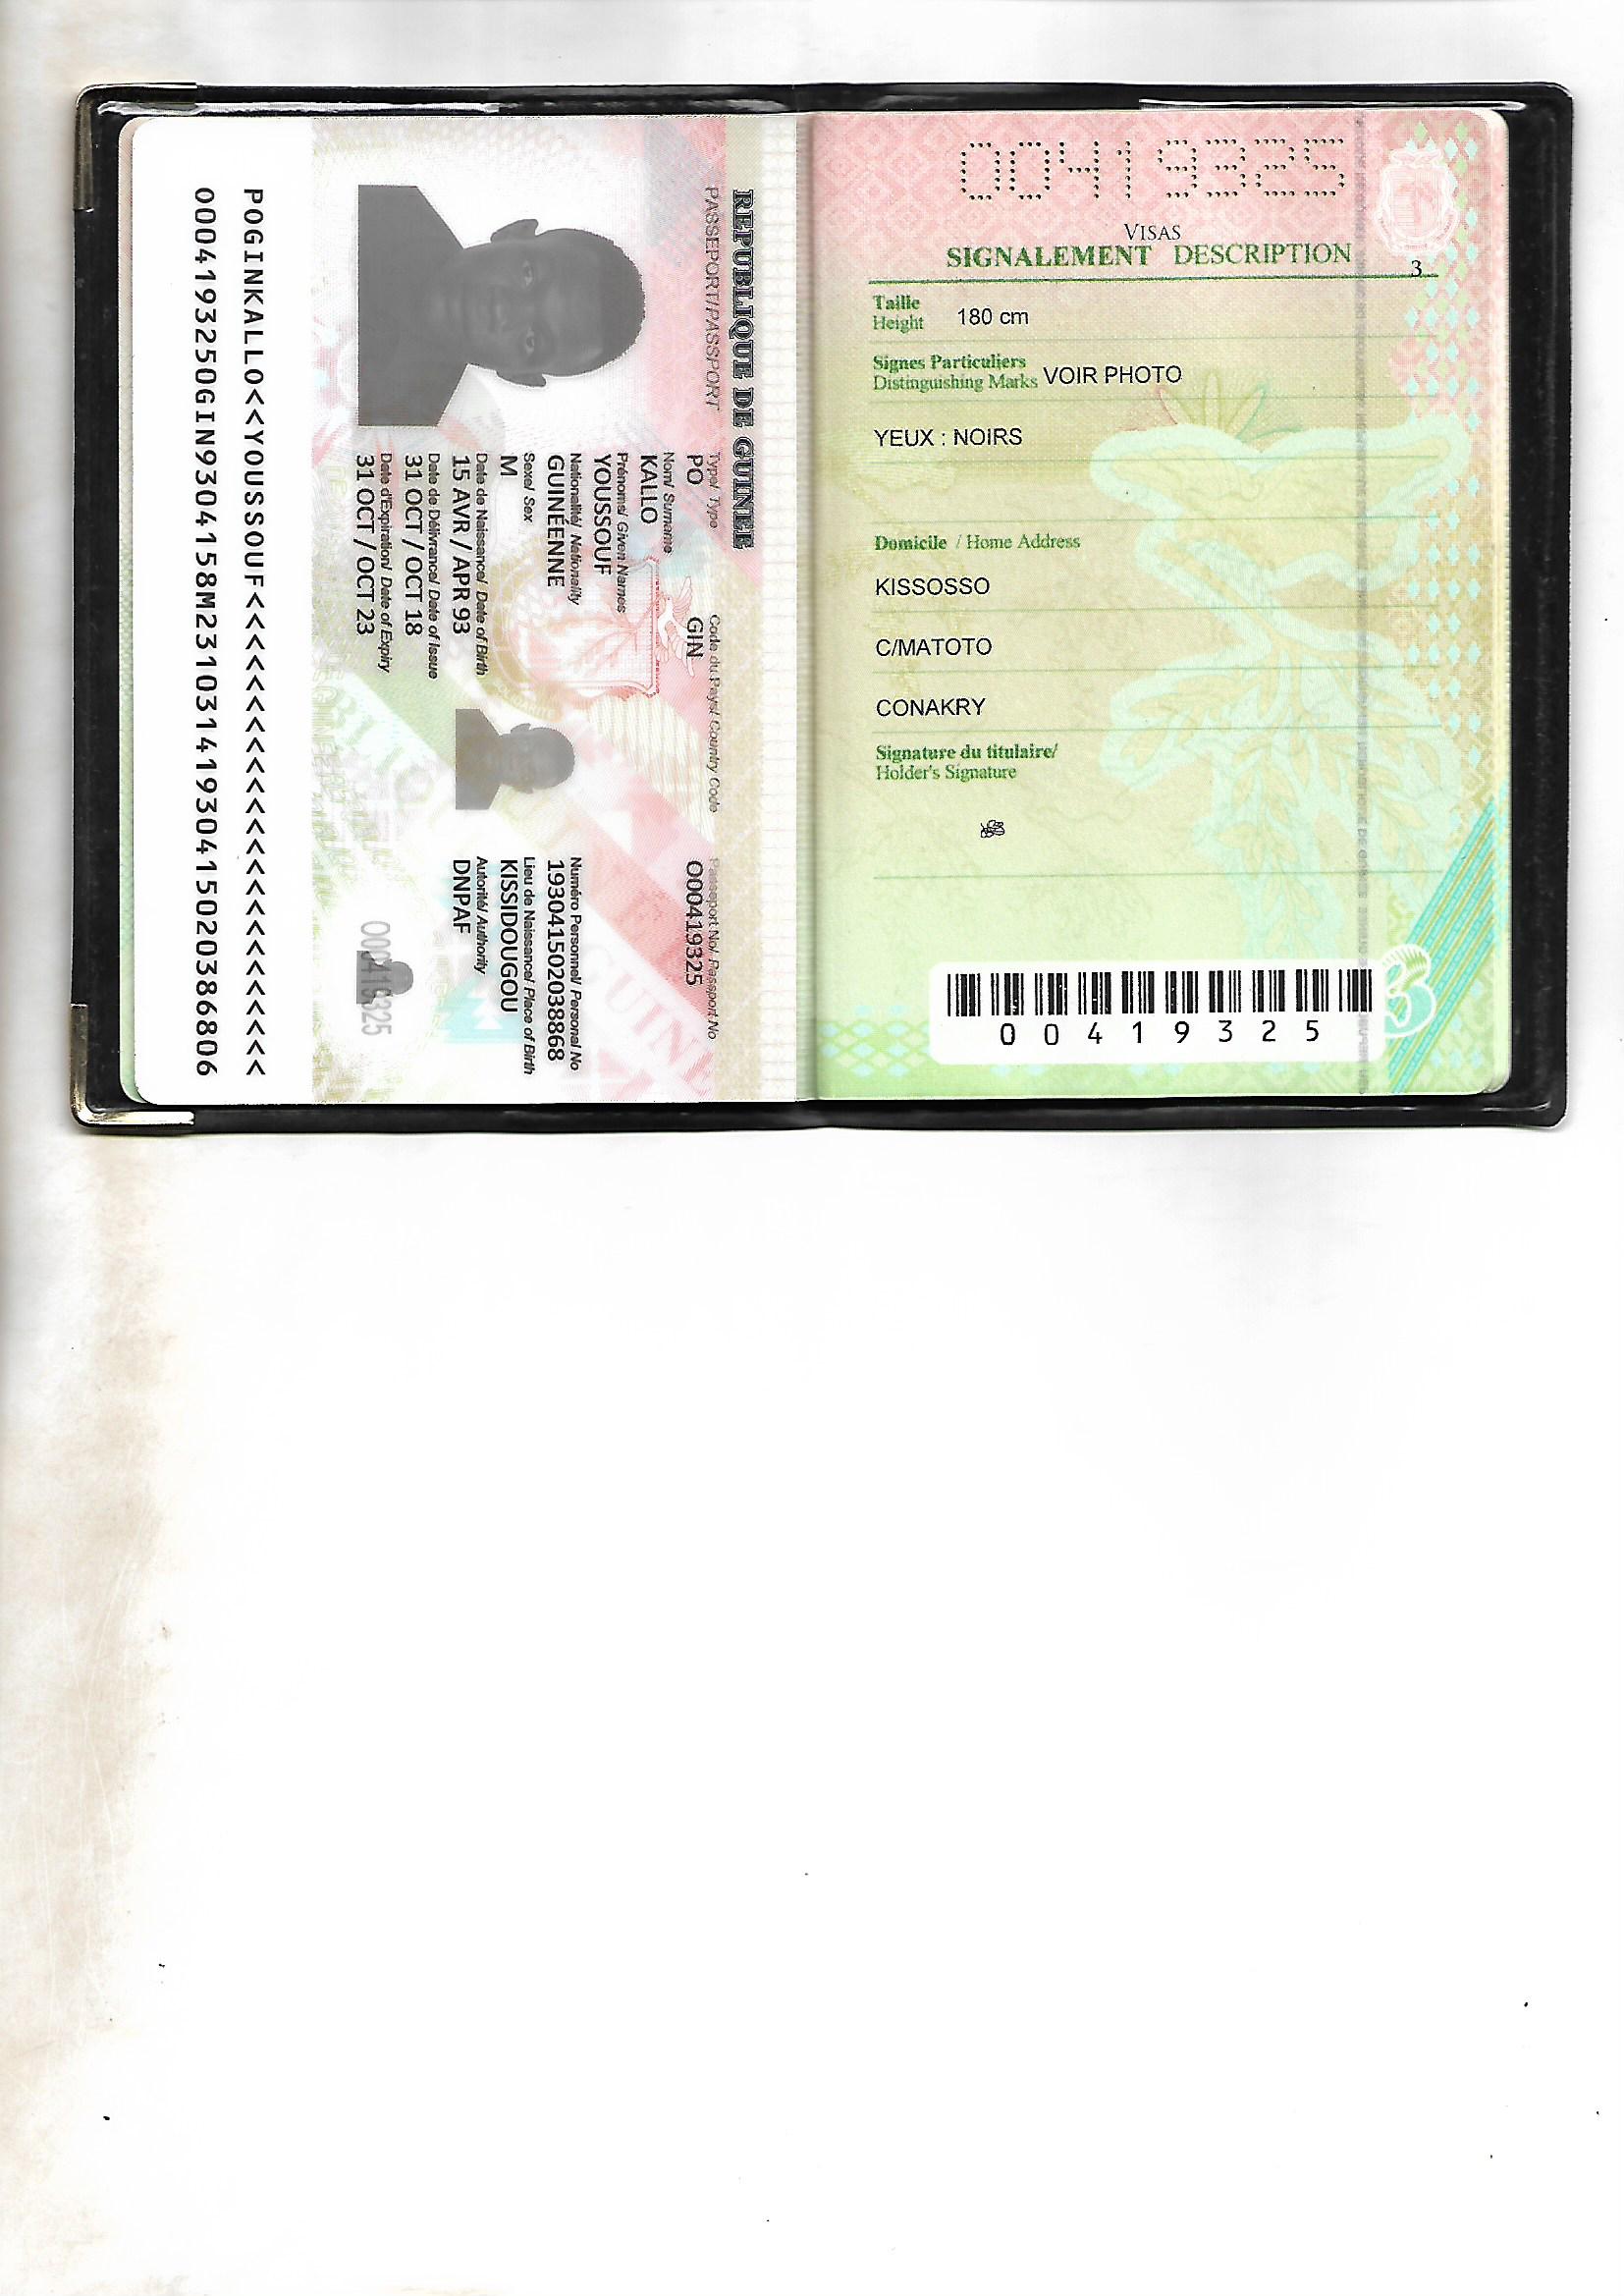 REPUBLIQUE DE GUINEE
PASSEPORT/PASSPORT
Type/ Type
Code du Pays/ Country Code
Passeport No/ Passport No
PO
GIN
O00419325
Nom/ Surname
KALLO
Prénoms/ Given Names
YOUSSOUF
Nationalité/ Nationality
Numéro Personnel/ Personal No
GUINÉENNE
193041502038868
Sexe/ Sex
Lieu de Naissance/ Place of Birth
M
KISSIDOUGOU
Date de Naissance/ Date of Birth
Autorité/ Authority
15 AVR / APR 93
DNPAF
Date de Délivrance/ Date of Issue
31 OCT / OCT 18
Date d'Expiration/ Date of Expiry
31 OCT / OCT 23
O00419325
POGINKALLO<<YOUSSOUF<<<<<<<<<<<<<<<<<<<<<<<<
O004193250GIN9304158M231031419304150203886806
00419325
VISAS
SIGNALEMENT DESCRIPTION
3
Taille
Height 180 cm
Signes Particuliers
Distinguishing Marks VOIR PHOTO
YEUX : NOIRS
Domicile / Home Address
KISSOSSO
C/MATOTO
CONAKRY
Signature du titulaire/
Holder's Signature
3
0 0 4 1 9 3 2 5